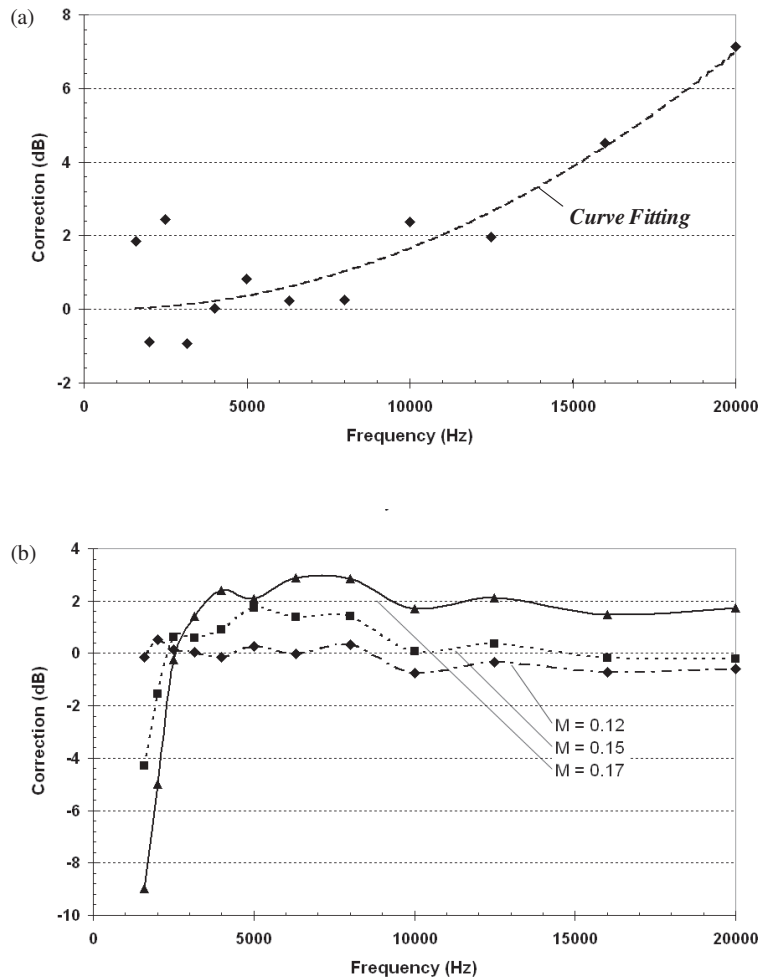 (a)
8
6
4
2
0
-2
Correction (dB)
Curve Fitting
0 5000 10000 15000 20000
Frequency (Hz)
(b)
4
2
0
-2
-4
-6
-8
-10
Correction (dB)
M = 0.12
M = 0.15
M = 0.17
0 5000 10000 15000 20000
Frequency (Hz)